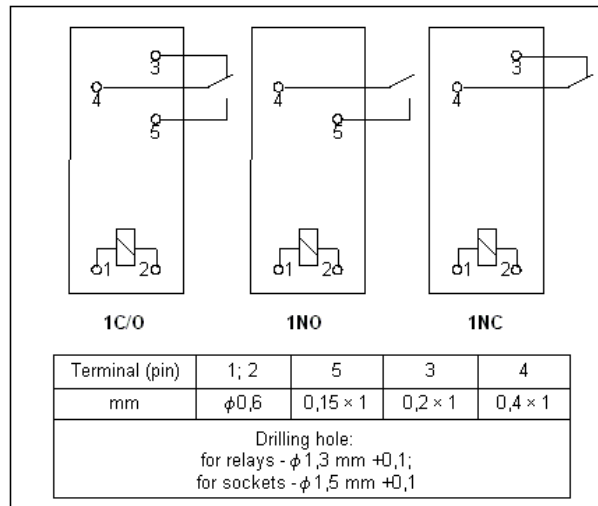 3 4 5 1 2
4 5 1 2
3 4 1 2
1C/O 1NO 1NC
Terminal (pin) 1; 2 5 3 4
mm ϕ0,6 0,15 × 1 0,2 × 1 0,4 × 1
Drilling hole:
for relays - ϕ 1,3 mm +0,1;
for sockets - ϕ 1,5 mm +0,1